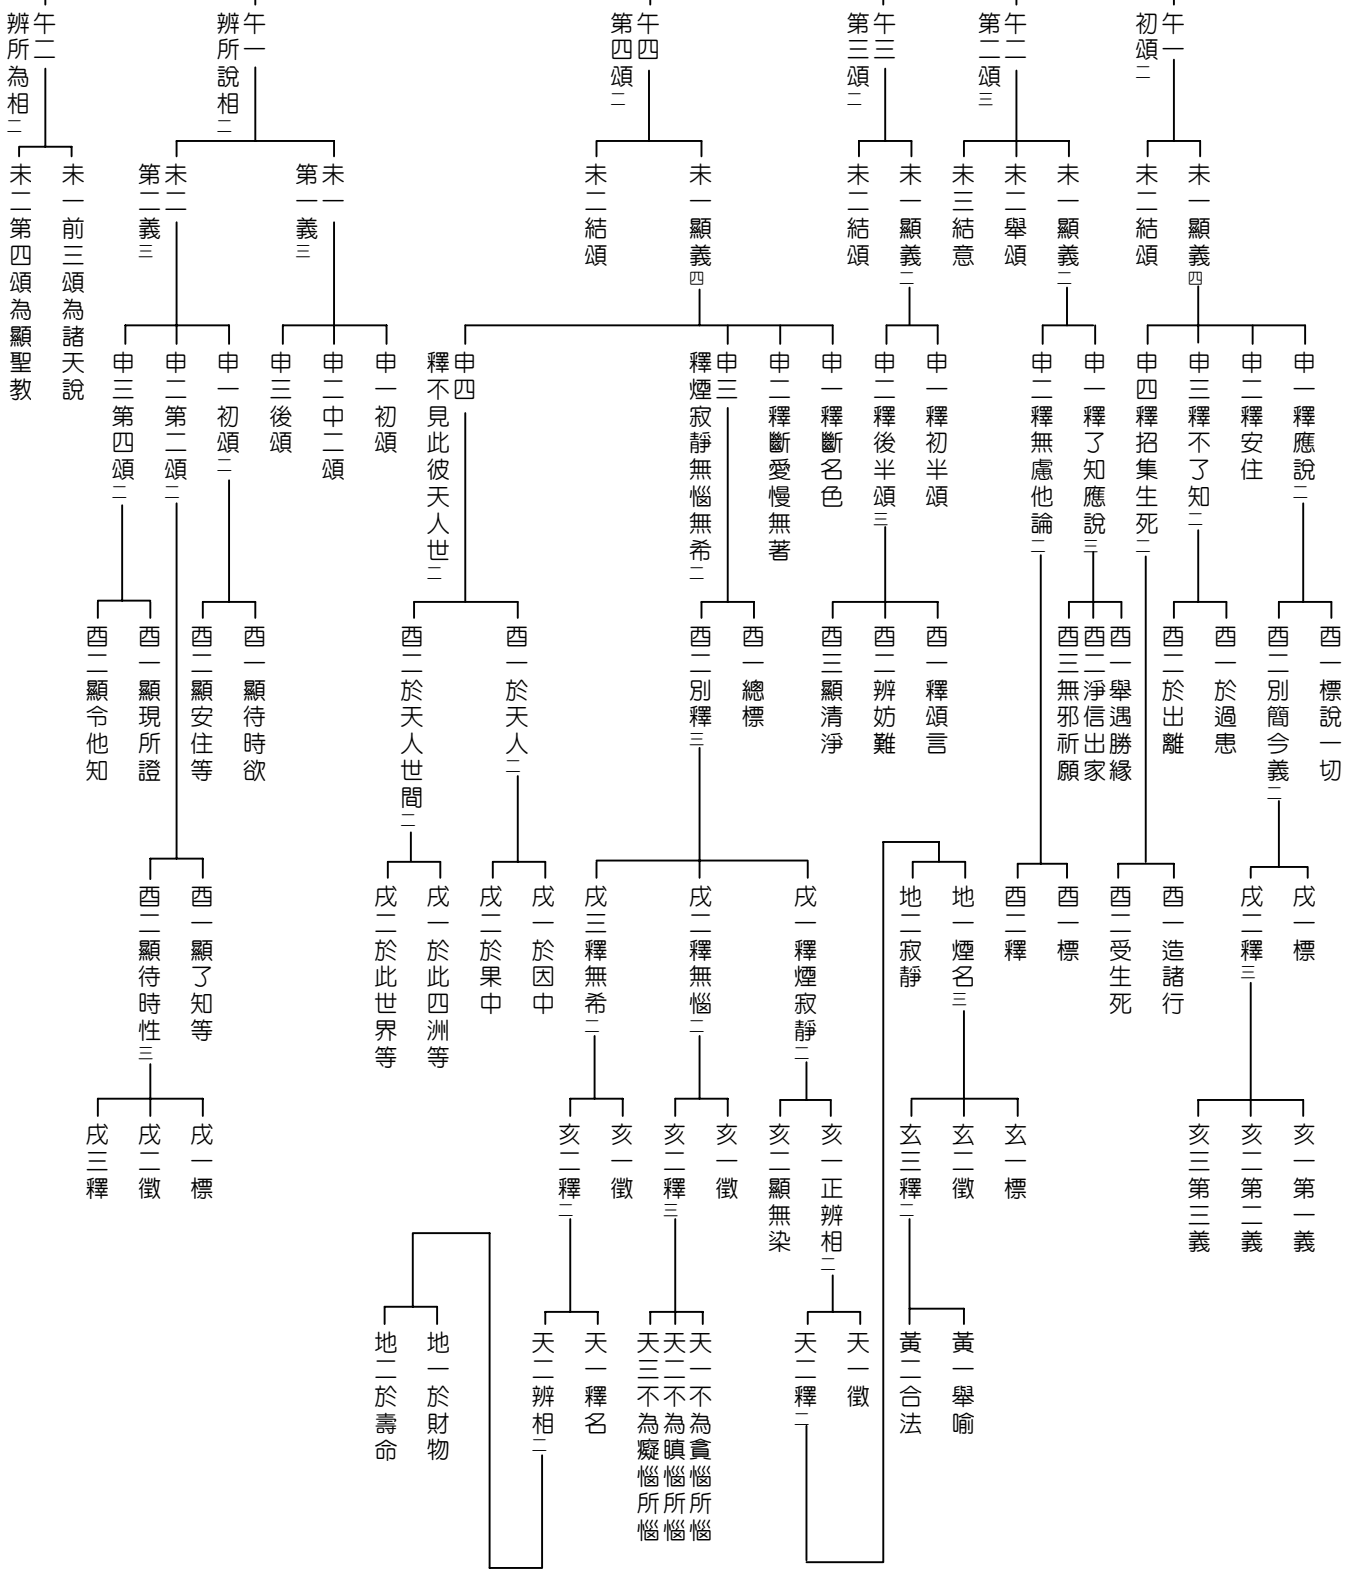 午一初頌二
午二第二頌三
午三第三頌二
午四第四頌二
午一辨所說相二
午二辨所為相二
未一顯義四
未二結頌
未一顯義二
未二舉頌
未三結意
未一顯義二
未二結頌
未一顯義四
未二結頌
未一第一義三
未二第二義三
未一前三頌為諸天說
未二第四頌為顯聖教
申一釋應說二
申二釋安住
申三釋不了知二
申四釋招集生死二
申一釋了知應說三
申二釋無慮他論二
申一釋初半頌
申二釋後半頌三
申一釋斷名色
申二釋斷愛慢無著
申三釋煙寂靜無惱無希二
申四釋不見此彼天人世二
申一初頌
申二中二頌
申三後頌
申一初頌二
申二第二頌二
申三第四頌二
酉一標說一切
酉二別簡今義二
酉一於過患
酉二於出離
酉一舉遇勝緣
酉二淨信出家
酉三無邪祈願
酉一釋頌言
酉二辨妨難
酉三顯清淨
酉一總標
酉二別釋三
酉一於天人二
酉二於天人世間二
酉一顯待時欲
酉二顯安住等
酉一顯現所證
酉二顯令他知
戌一標
戌二釋三
酉一造諸行
酉二受生死
酉一標
酉二釋
地一煙名三
地二寂靜
戌一釋煙寂靜二
戌二釋無惱二
戌三釋無希二
戌一於因中
戌二於果中
戌一於此四洲等
戌二於此世界等
酉一顯了知等
酉二顯待時性三
亥一第一義
亥二第二義
亥三第三義
玄一標
玄二徵
玄三釋二
亥一正辨相二
亥二顯無染
亥一徵
亥二釋三
亥一徵
亥二釋二
戌一標
戌二徵
戌三釋
黃一舉喻
黃二合法
天一徵
天二釋二
天一不為貪惱所惱
天二不為瞋惱所惱
天三不為癡惱所惱
天一釋名
天二辨相二
地一於財物
地二於壽命